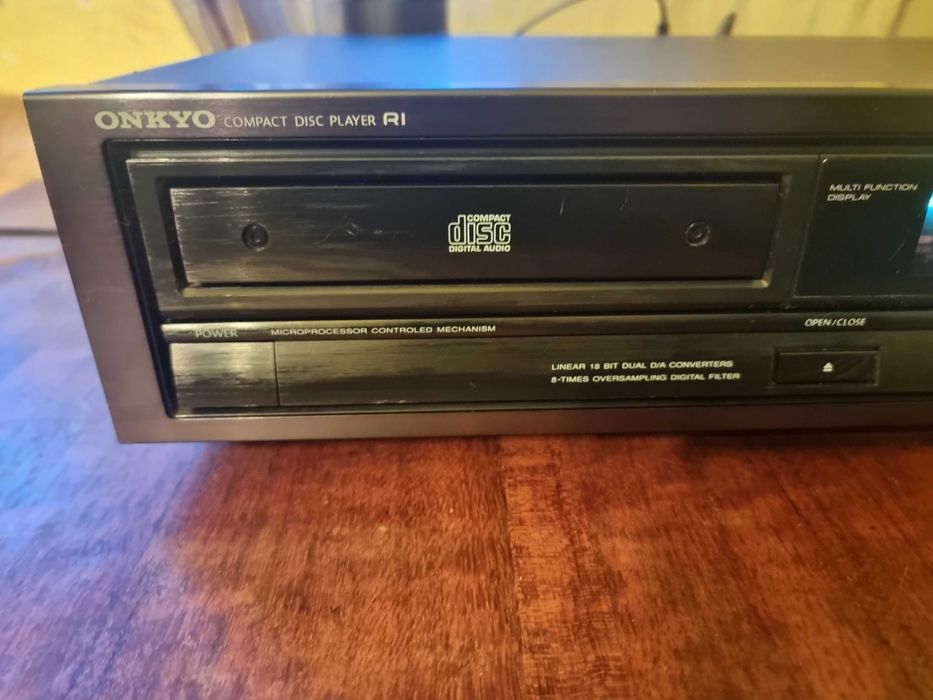 ONKYO COMPACT DISC PLAYER RI
MULTI FUNCTION
DISPLAY
COMPACT
disc
DIGITAL AUDIO
POWER
MICROPROCESSOR CONTROLED MECHANISM
OPEN/CLOSE
LINEAR 18 BIT DUAL D/A CONVERTERS
8-TIMES OVERSAMPLING DIGITAL FILTER